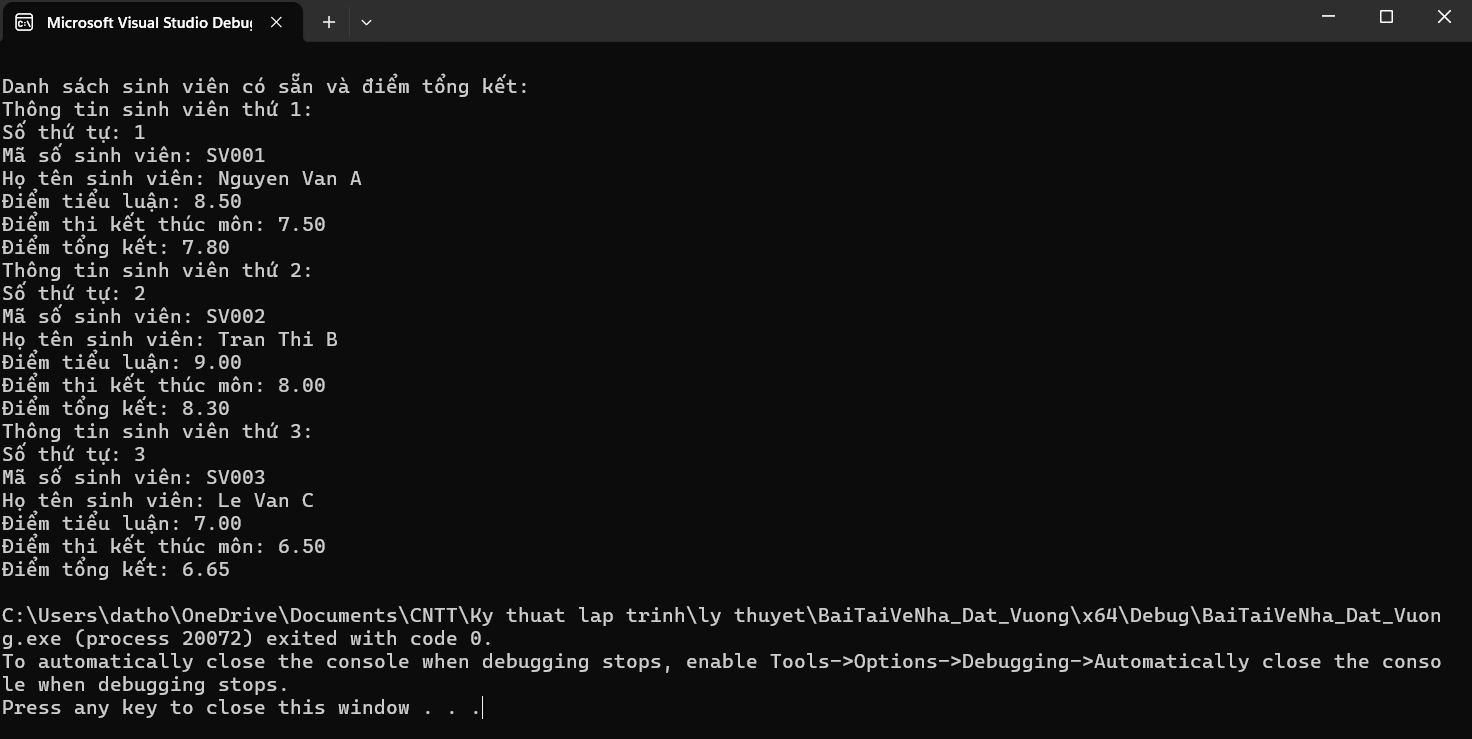 Microsoft Visual Studio Debu
Danh sách sinh viên có sẵn và điểm tổng kết:
Thông tin sinh viên thứ 1:
Số thứ tự: 1
Mã số sinh viên: SV001
Họ tên sinh viên: Nguyen Van A
Điểm tiểu luận: 8.50
Điểm thi kết thúc môn: 7.50
Điểm tổng kết: 7.80
Thông tin sinh viên thứ 2:
Số thứ tự: 2
Mã số sinh viên: SV002
Họ tên sinh viên: Tran Thi B
Điểm tiểu luận: 9.00
Điểm thi kết thúc môn: 8.00
Điểm tổng kết: 8.30
Thông tin sinh viên thứ 3:
Số thứ tự: 3
Mã số sinh viên: SV003
Họ tên sinh viên: Le Van C
Điểm tiểu luận: 7.00
Điểm thi kết thúc môn: 6.50
Điểm tổng kết: 6.65
C:\Users\datho\OneDrive\Documents\CNTT\Ky thuat lap trinh\ly thuyet\BaiTaiVeNha_Dat_Vuong\x64\Debug\BaiTaiVeNha_Dat_Vuon
g.exe (process 20072) exited with code 0.
To automatically close the console when debugging stops, enable Tools->Options->Debugging->Automatically close the conso
le when debugging stops.
Press any key to close this window . . .